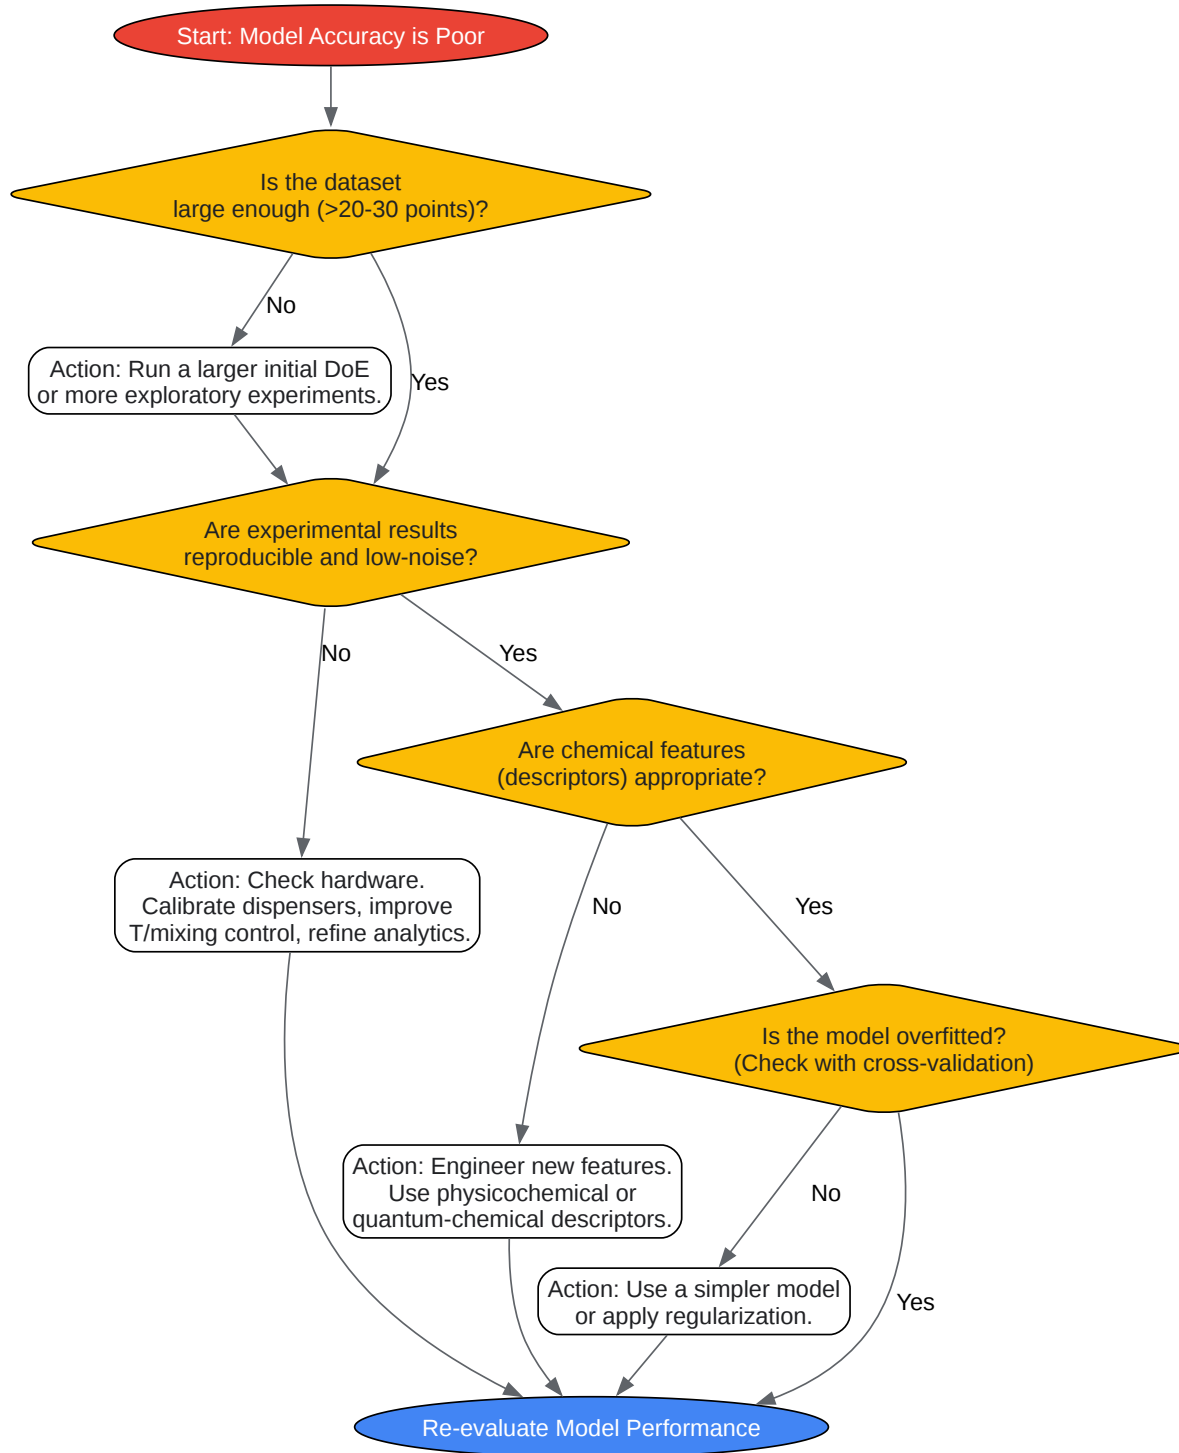 Start: Model Accuracy is Poor
Is the dataset
large enough (>20-30 points)?
No
Yes
Action: Run a larger initial DoE
or more exploratory experiments.
Are experimental results
reproducible and low-noise?
No
Yes
Are chemical features
(descriptors) appropriate?
Action: Check hardware.
Calibrate dispensers, improve
T/mixing control, refine analytics.
No
Yes
Is the model overfitted?
(Check with cross-validation)
Action: Engineer new features.
Use physicochemical or
quantum-chemical descriptors.
No
Yes
Action: Use a simpler model
or apply regularization.
Re-evaluate Model Performance